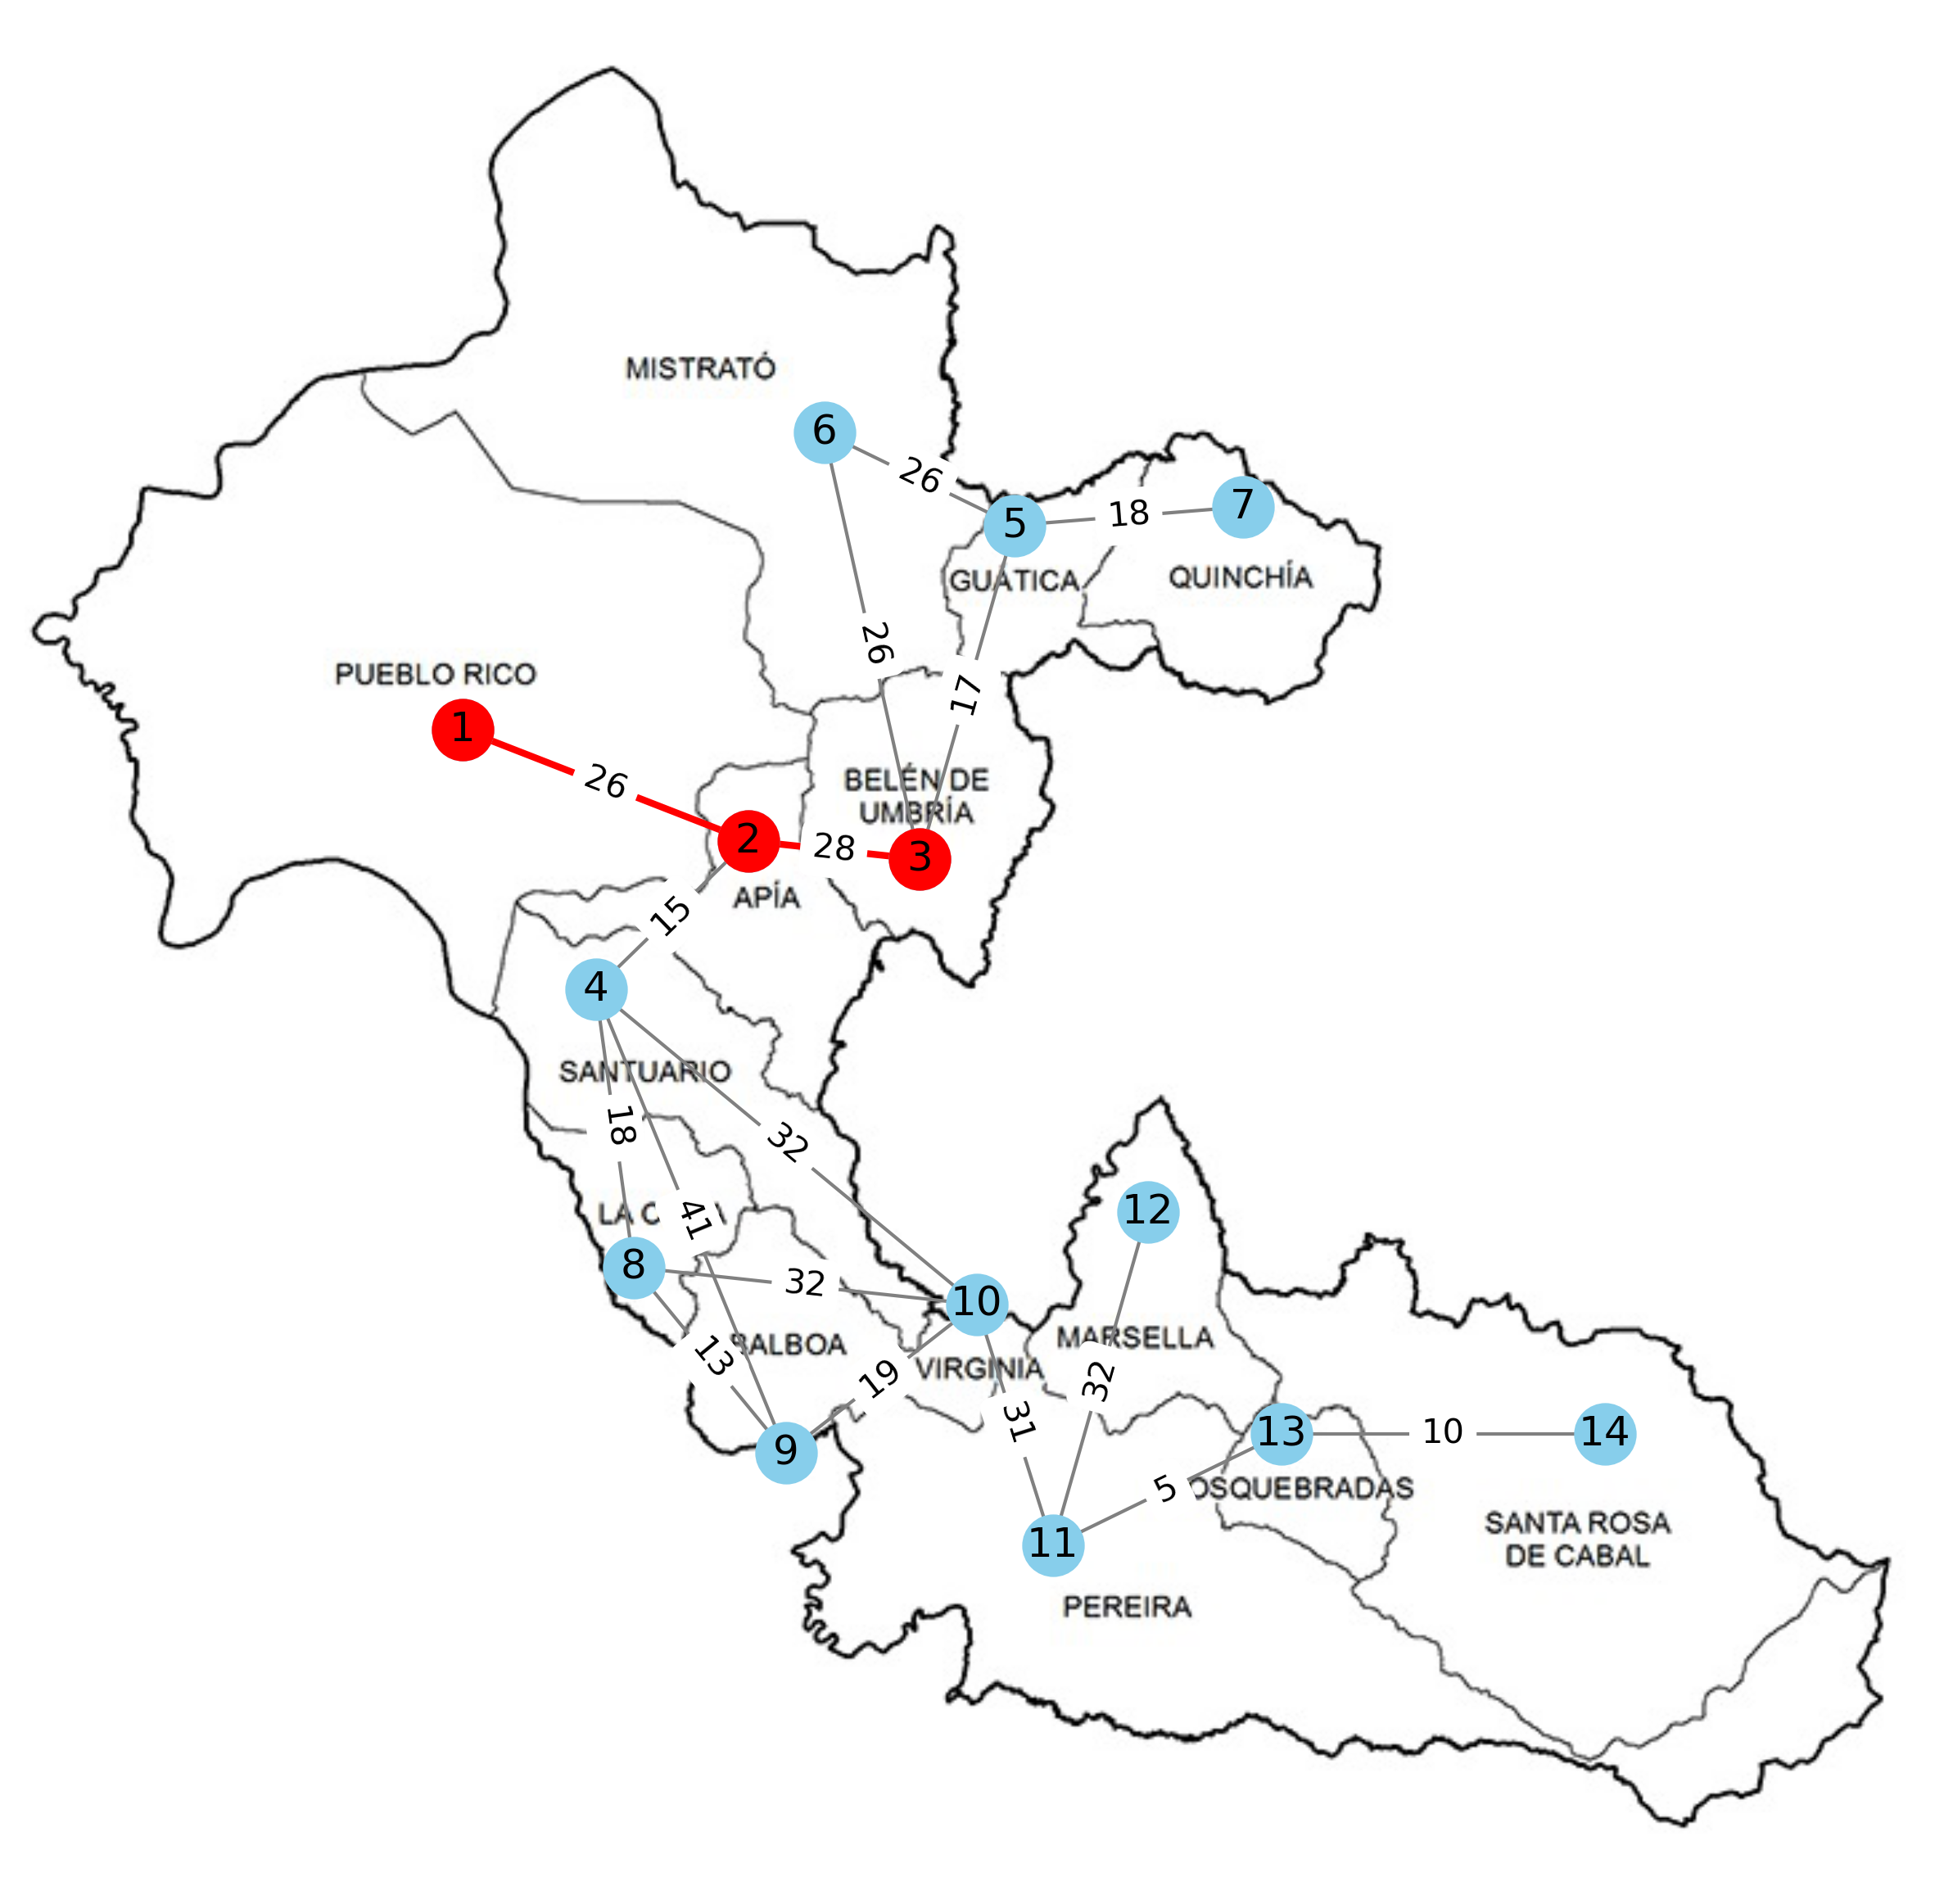 MISTRATÓ
6
26
5
18
7
GUÁTICA
QUINCHÍA
26
PUEBLO RICO
17
1
26
BELÉN DE
UMBRÍA
2
28
3
APÍA
15
4
SANTUARIO
18
32
12
LA C
41
8
32
10
BALBOA
MARSELLA
13
19
VIRGINIA
32
31
9
13
10
14
5
OSQUEBRADAS
SANTA ROSA
DE CABAL
11
PEREIRA